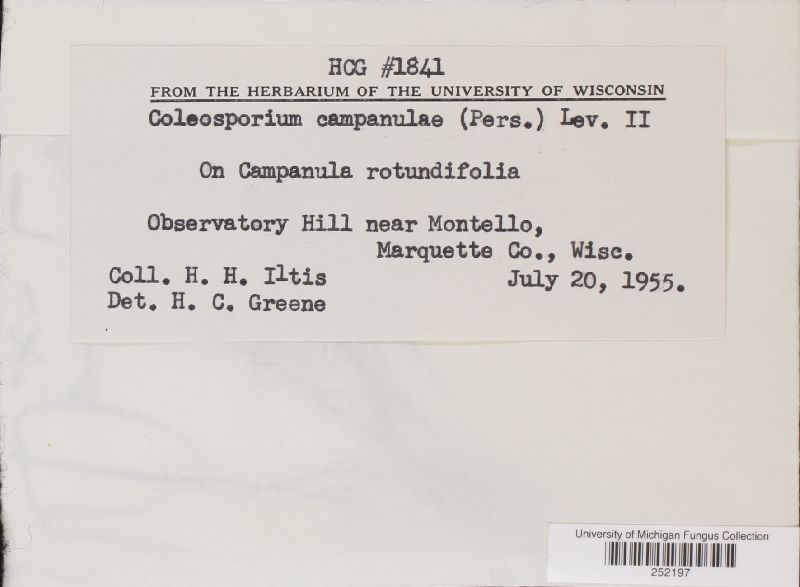 HCG #1841
FROM THE HERBARIUM OF THE UNIVERSITY OF WISCONSIN
Coleosporium campanulae (Pers.) Lev. II
On Campanula rotundifolia
Observatory Hill near Montello,
Marquette Co., Wisc.
Coll. H. H. Iltis July 20, 1955.
Det. H. C. Greene
University of Michigan Fungus Collection
252197